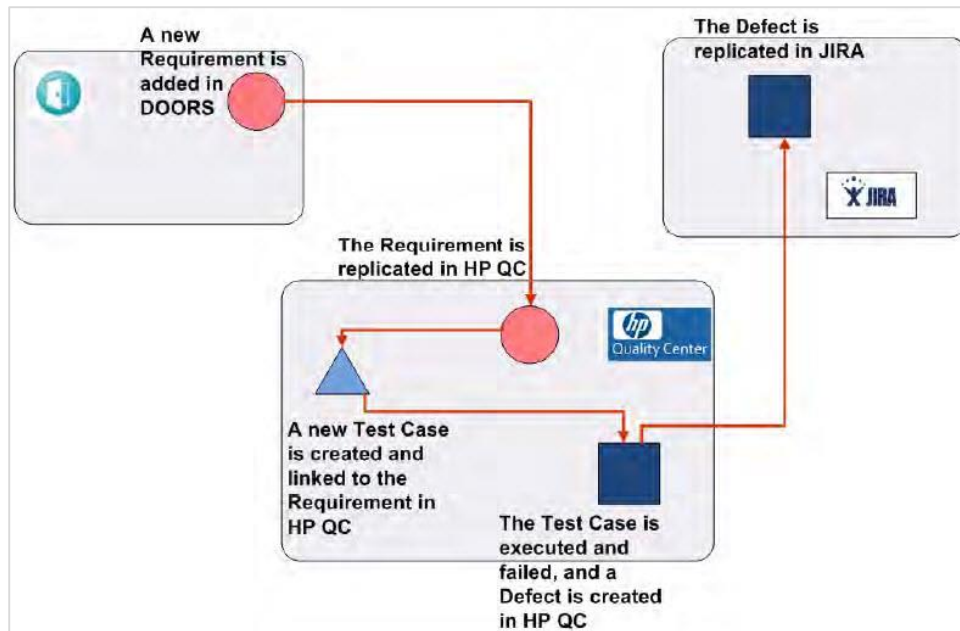 A new
Requirement is
added in
DOORS
The Defect is
replicated in JIRA
JIRA
The Requirement is
replicated in HP QC
hp
Quality Center
A new Test Case
is created and
linked to the
Requirement in
HP QC
The Test Case is
executed and
failed, and a
Defect is created
in HP QC